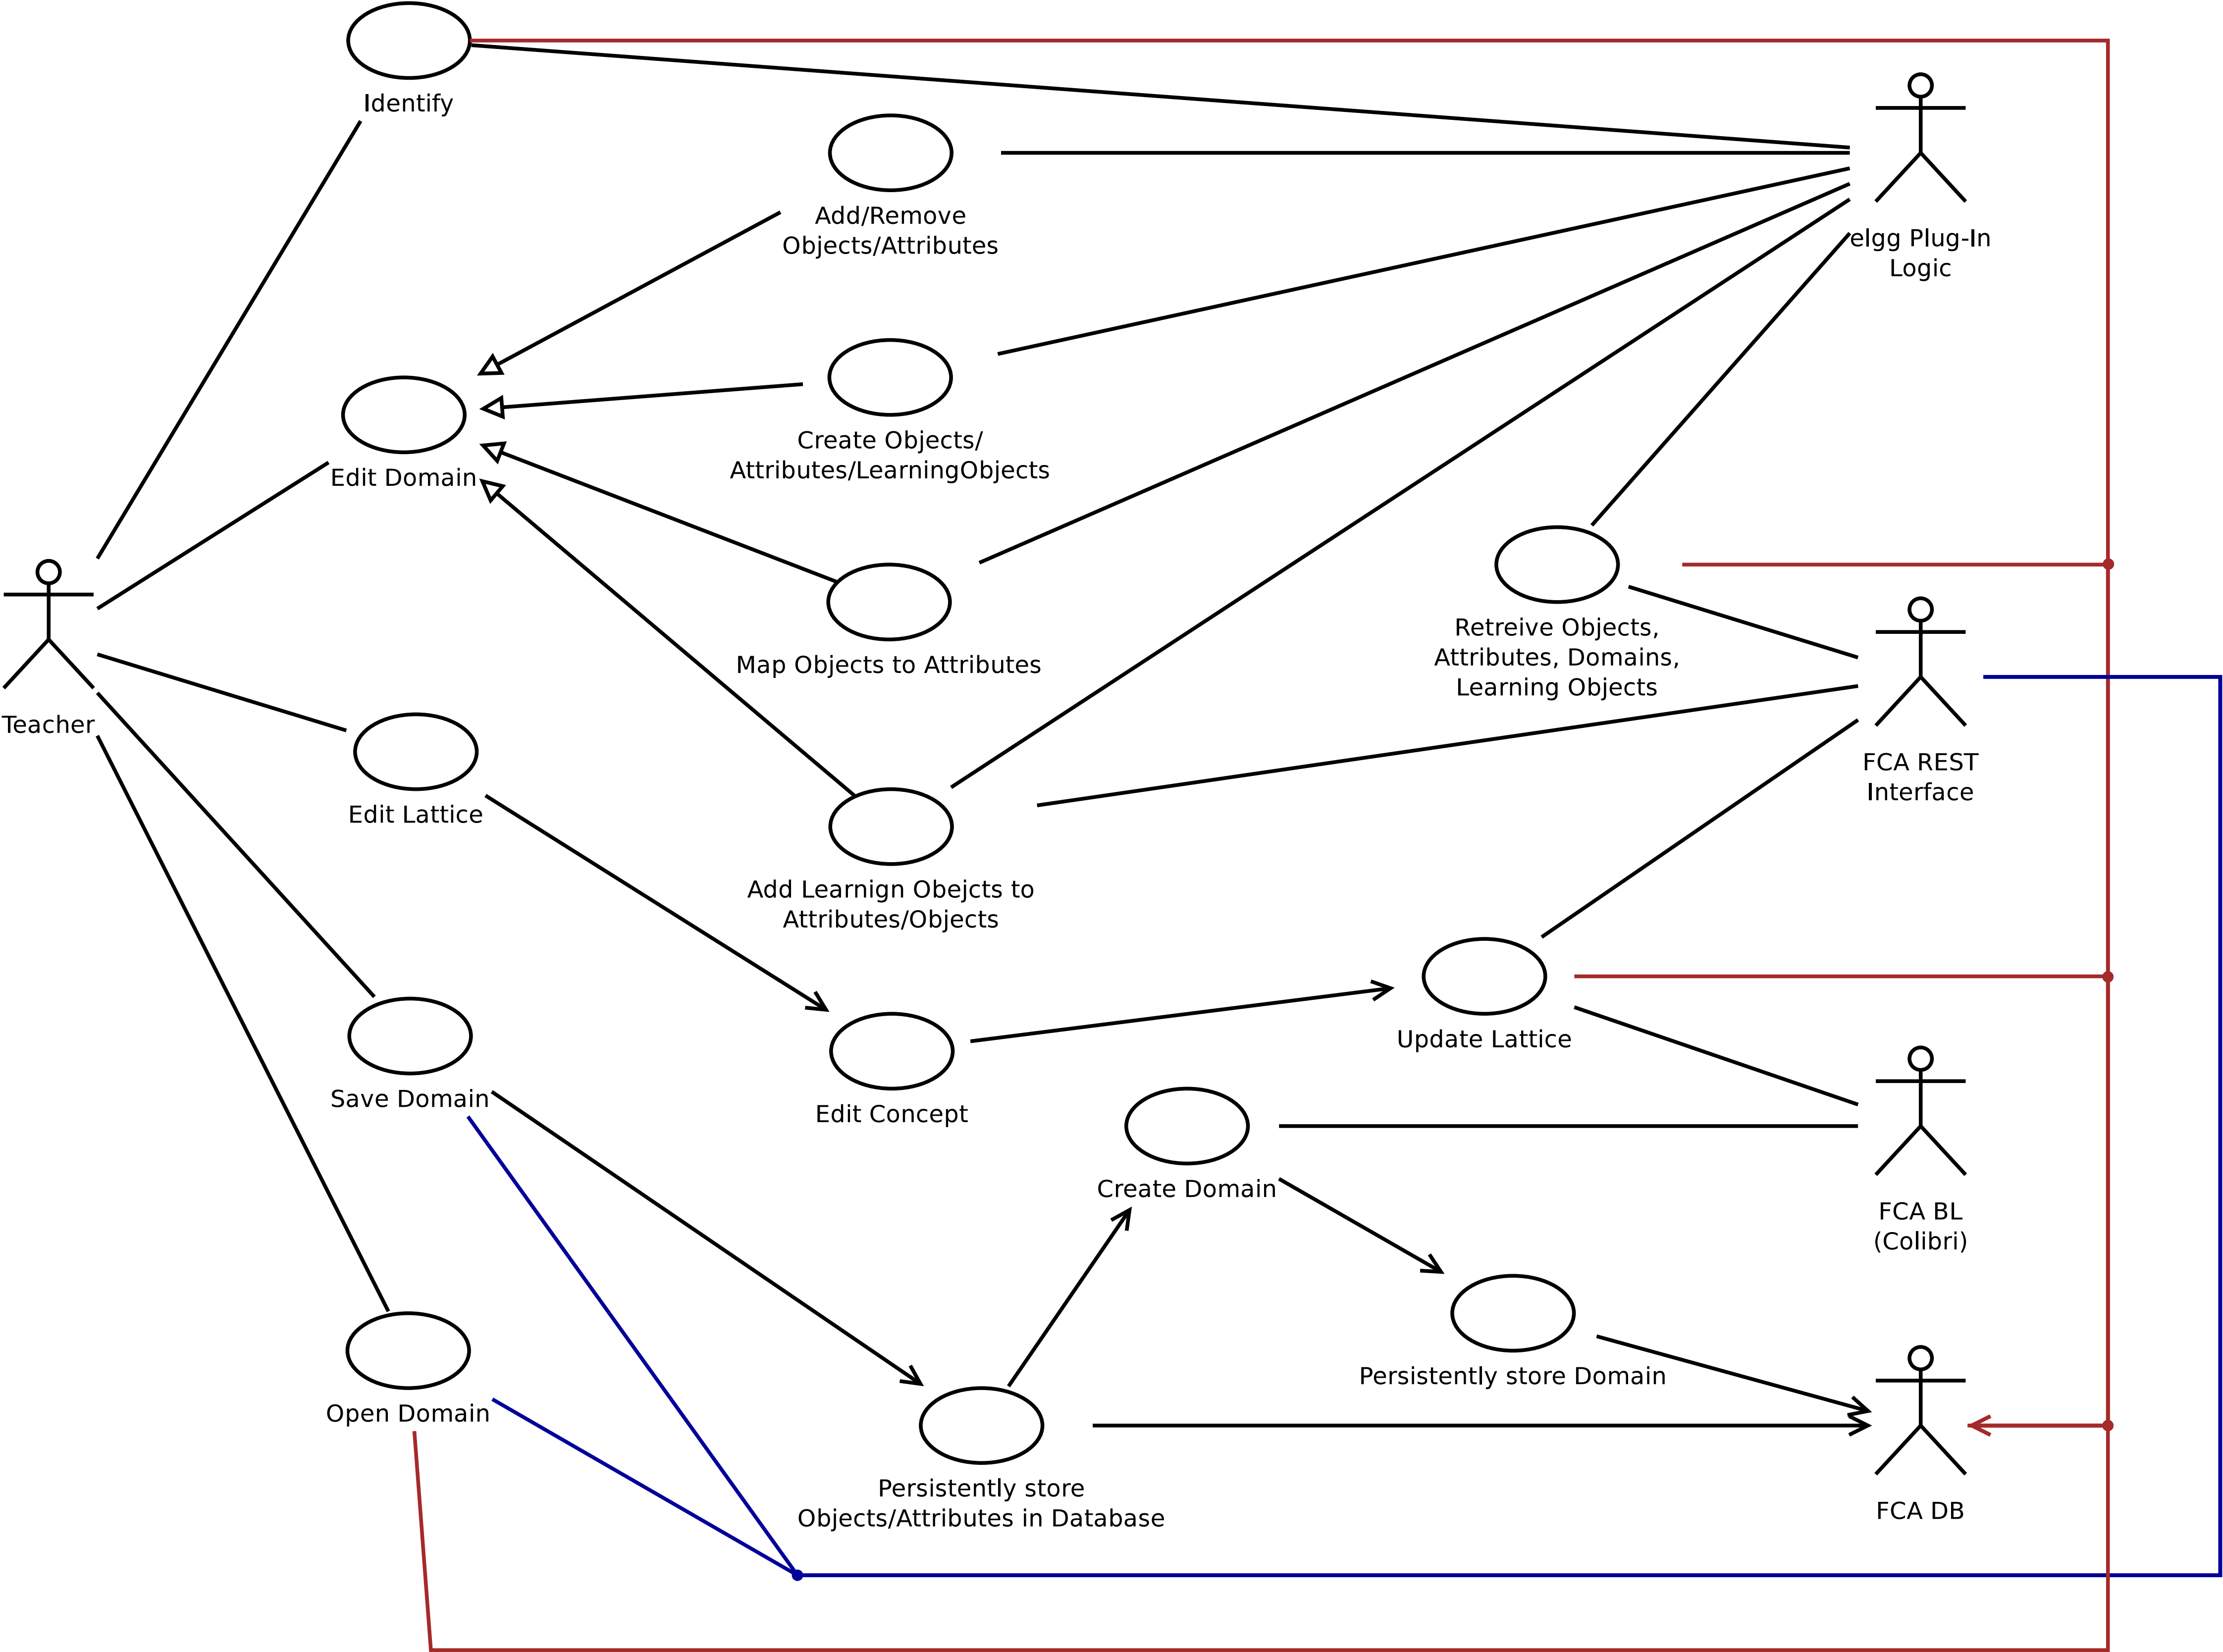 Identify
Add/Remove
Objects/Attributes
elgg Plug-In
Logic
Edit Domain
Create Objects/
Attributes/LearningObjects
Map Objects to Attributes
Retreive Objects,
Attributes, Domains,
Learning Objects
Teacher
FCA REST
Interface
Edit Lattice
Add Learnign Obejcts to
Attributes/Objects
Update Lattice
Save Domain
Edit Concept
Create Domain
FCA BL
(Colibri)
Persistently store Domain
Open Domain
Persistently store
Objects/Attributes in Database
FCA DB